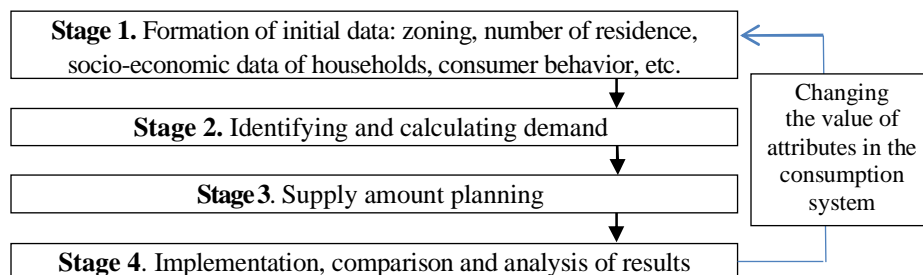 Stage 1. Formation of initial data: zoning, number of residence,
socio-economic data of households, consumer behavior, etc.
Stage 2. Identifying and calculating demand
Stage 3. Supply amount planning
Stage 4. Implementation, comparison and analysis of results
Changing
the value of
attributes in the
consumption
system